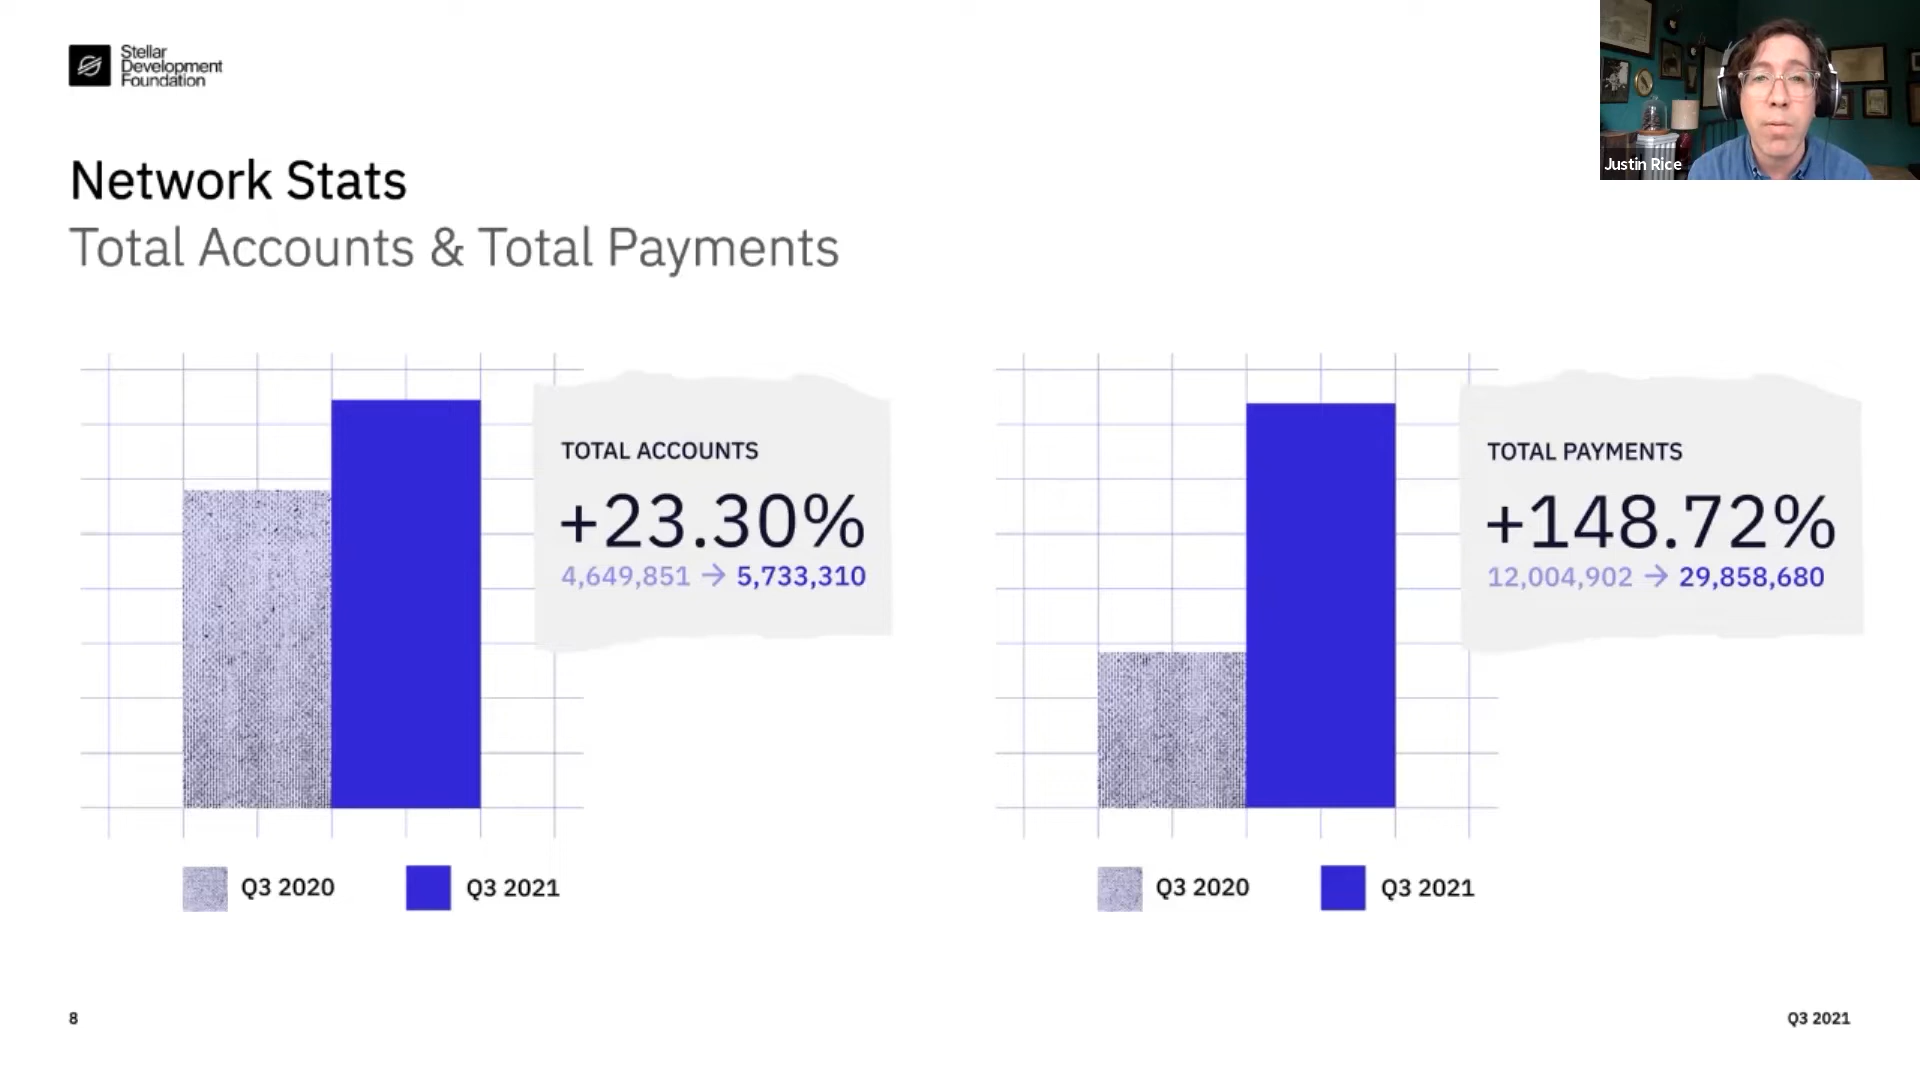 Stellar
Development
Foundation
Justin Rice
Network Stats
Total Accounts & Total Payments
TOTAL ACCOUNTS
+23.30%
4,649,851 → 5,733,310
Q3 2020
Q3 2021
TOTAL PAYMENTS
+148.72%
12,004,902 → 29,858,680
Q3 2020
Q3 2021
8
Q3 2021